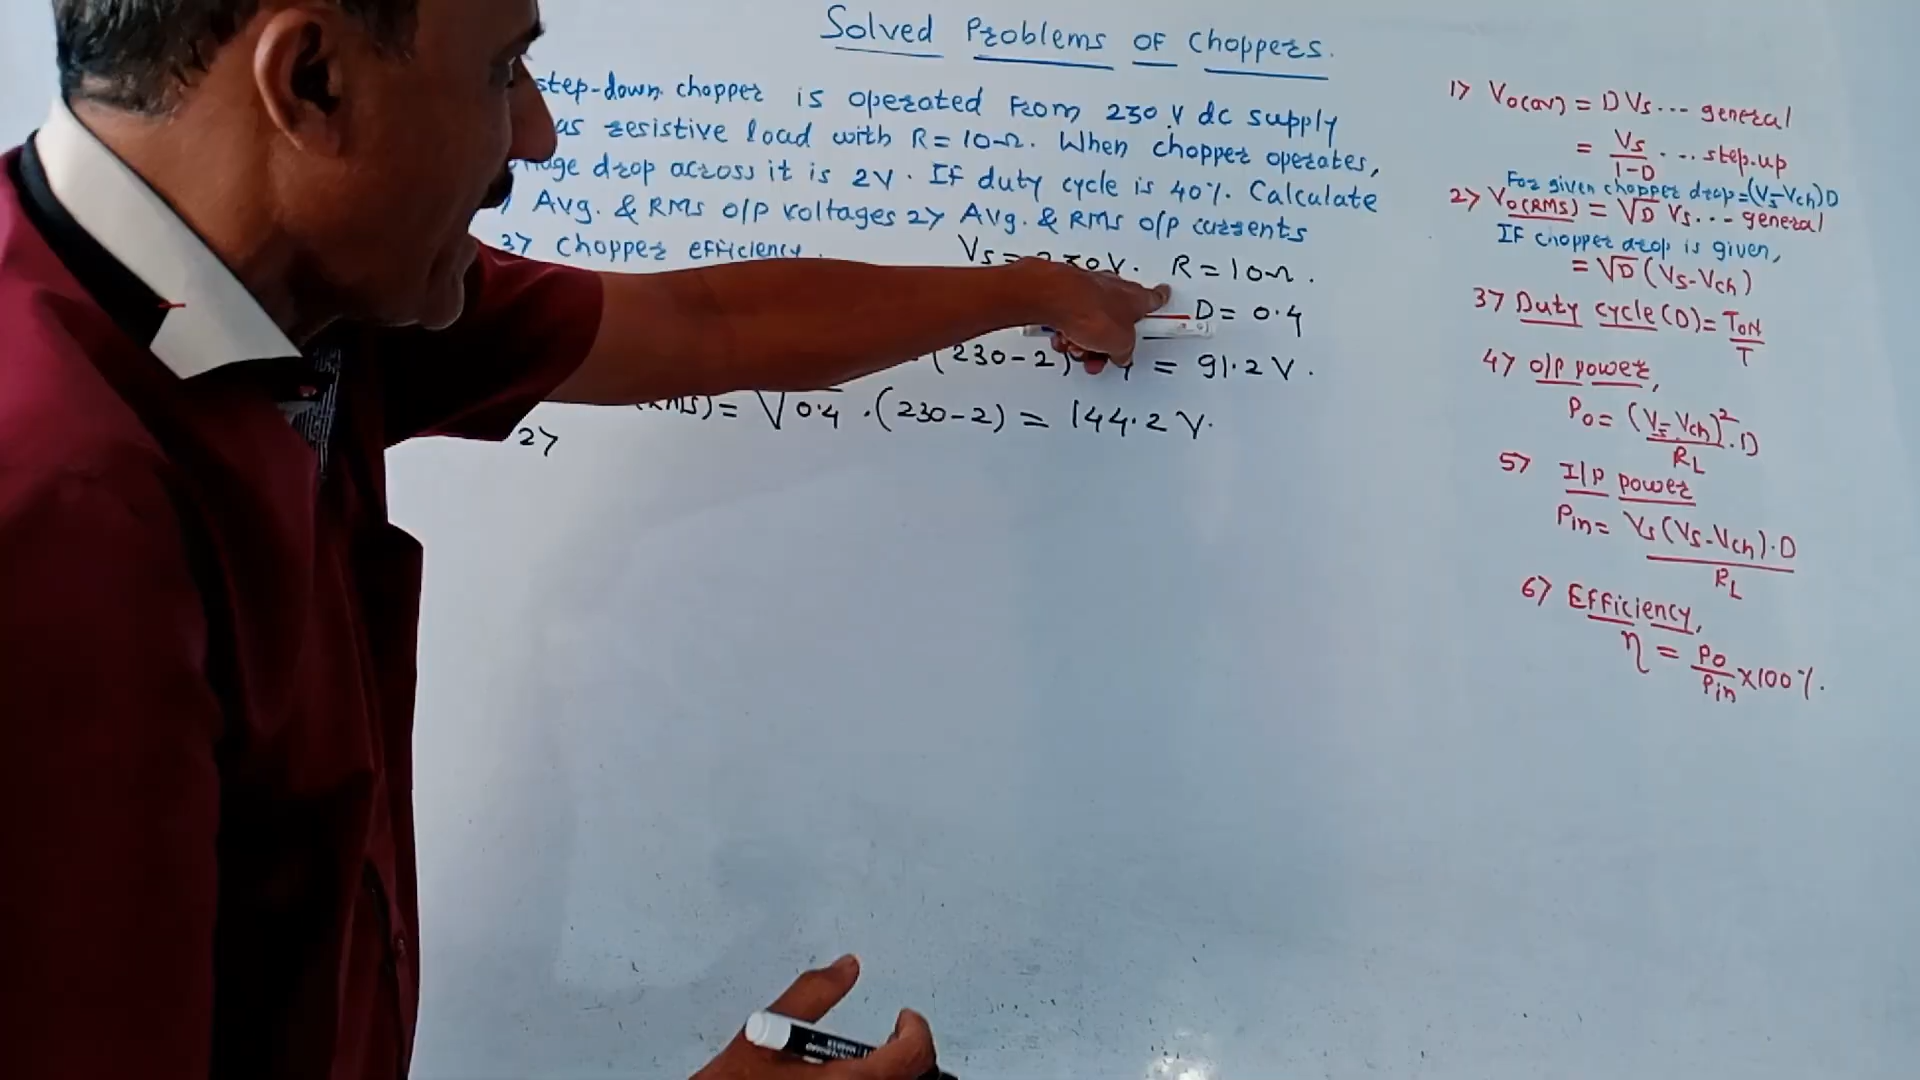 Solved Problems OF Choppers.
step-down chopper is operated From 230 V dc supply
as resistive load with R = 10Ω. When chopper operates,
drop across it is 2V. If duty cycle is 40%. Calculate
Avg. & RMS o/p voltages 2> Avg. & RMS o/p currents
3> Chopper efficiency.
Vs = 230V. R = 10Ω.
D = 0.4
(230-2) = 91.2 V.
(RMS) = √0.4 . (230-2) = 144.2 V.
2>
1> Vo(av) = D Vs ... general
= Vs / 1-D ... step-up
For given chopper drop = (Vs-Vch) D
2> Vo(RMS) = √D Vs ... general
IF chopper drop is given,
= √D (Vs-Vch)
3> Duty cycle (D) = TON / T
4> O/P power,
Po = (Vs-Vch)² / RL . D
5> I/P power
Pin = Vs (Vs-Vch) . D / RL
6> Efficiency,
η = Po / Pin × 100 %.